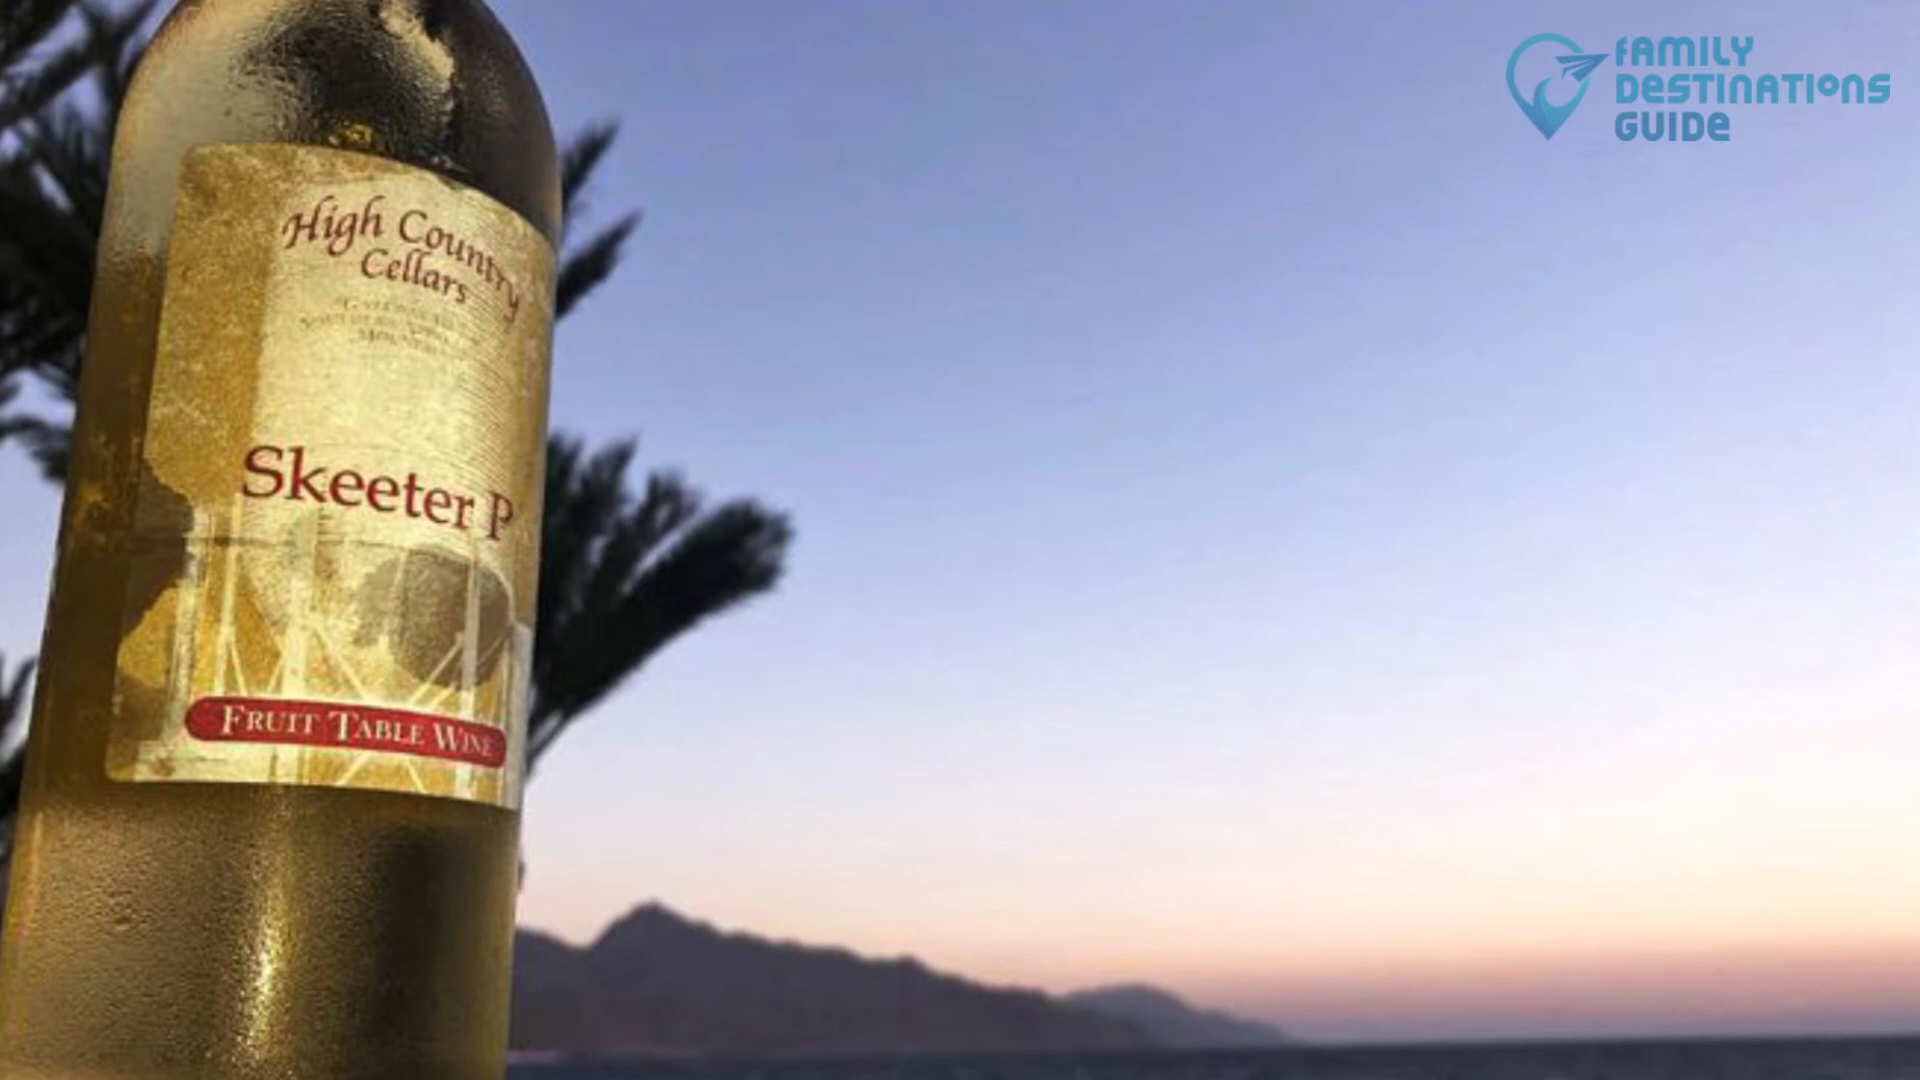 FAMILY
DESTINATIONS
GUIDE
High Country
Cellars
Skeeter P
FRUIT TABLE WINE